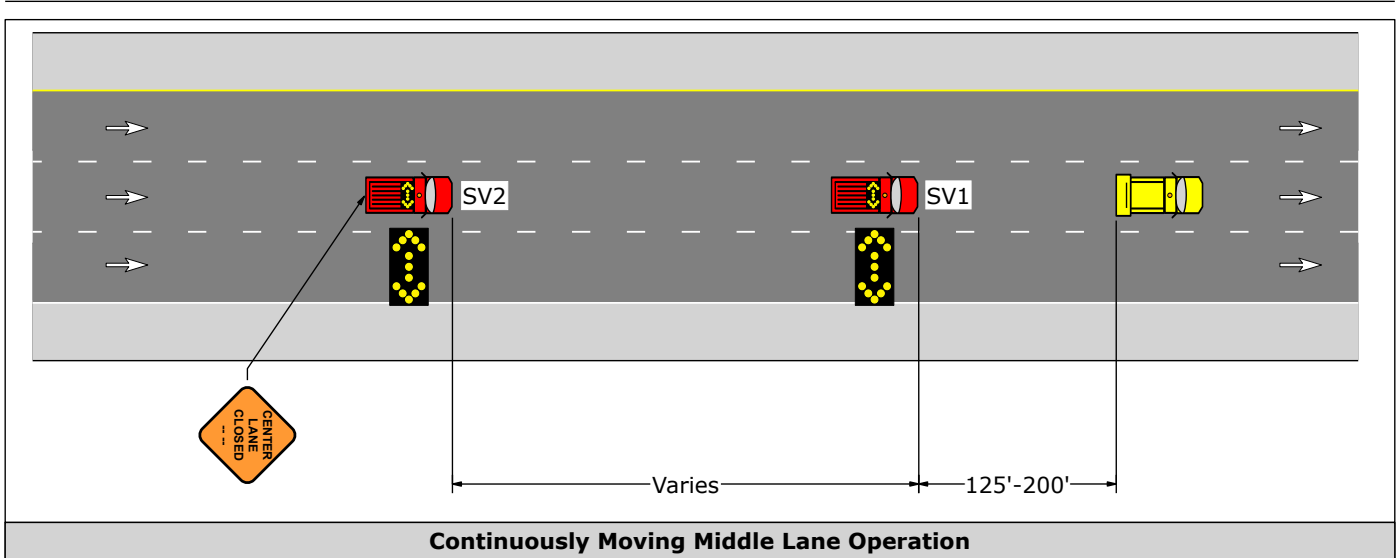 SV2
SV1
CENTER
LANE
CLOSED
-- --
Varies
125'-200'
Continuously Moving Middle Lane Operation